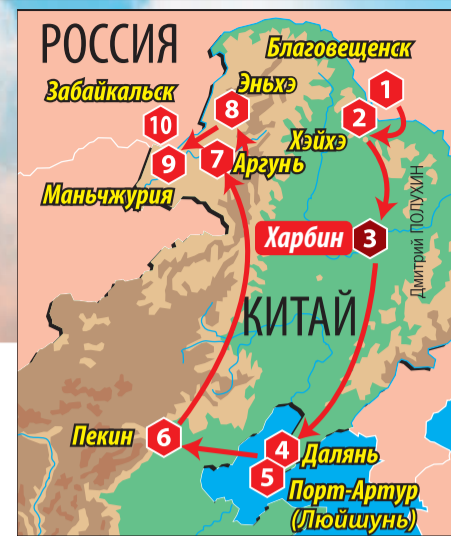 РОССИЯ
Благовещенск
Забайкальск
Эньхэ
1
2
8
10
Хэйхэ
9
7
Аргунь
Маньчжурия
Дмитрий ПОЛУХИН
Харбин
3
КИТАЙ
Пекин
6
4
Далянь
5
Порт-Артур
(Люйшунь)